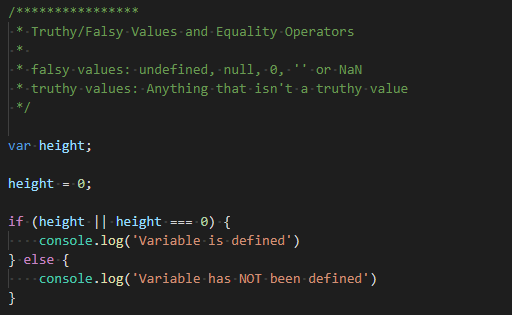 /****************
* Truthy/Falsy Values and Equality Operators
*
* falsy values: undefined, null, 0, '' or NaN
* truthy values: Anything that isn't a truthy value
*/
var height;
height = 0;
if (height || height === 0) {
    console.log('Variable is defined')
} else {
    console.log('Variable has NOT been defined')
}